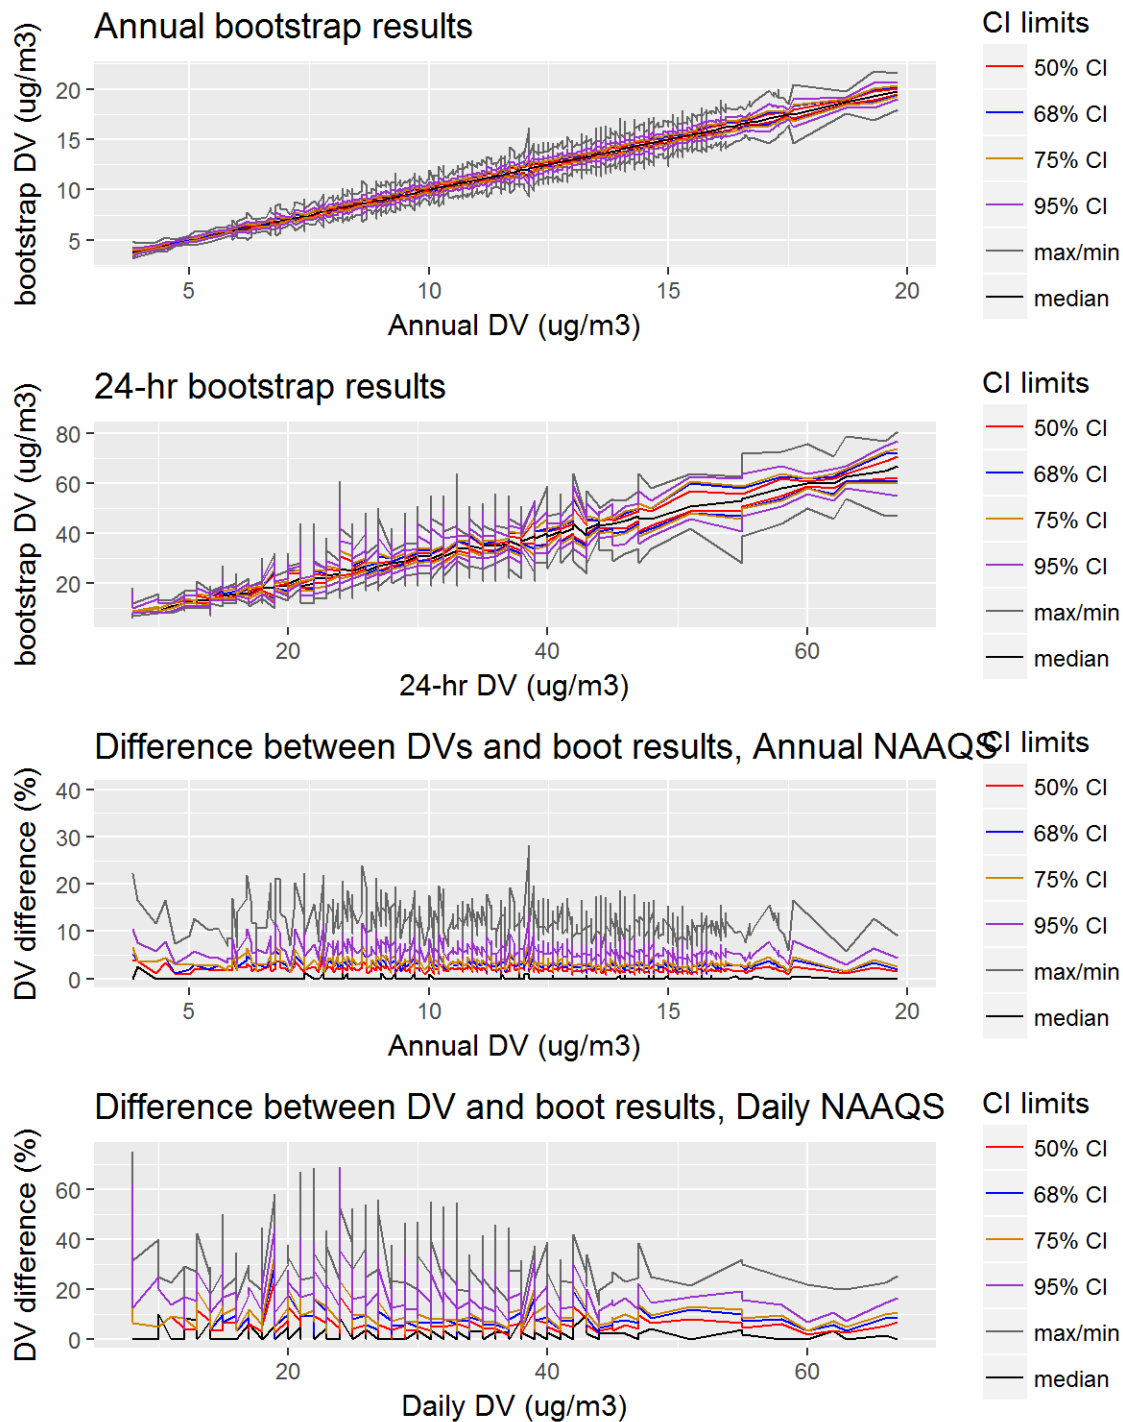 Annual bootstrap results
bootstrap DV (ug/m3)
20
15
10
5
5
10
15
20
Annual DV (ug/m3)
CI limits
50% CI
68% CI
75% CI
95% CI
max/min
median
24-hr bootstrap results
bootstrap DV (ug/m3)
80
60
40
20
20
40
60
24-hr DV (ug/m3)
CI limits
50% CI
68% CI
75% CI
95% CI
max/min
median
Difference between DVs and boot results, Annual NAAQS
DV difference (%)
40
30
20
10
0
5
10
15
20
Annual DV (ug/m3)
CI limits
50% CI
68% CI
75% CI
95% CI
max/min
median
Difference between DV and boot results, Daily NAAQS
DV difference (%)
60
40
20
0
20
40
60
Daily DV (ug/m3)
CI limits
50% CI
68% CI
75% CI
95% CI
max/min
median